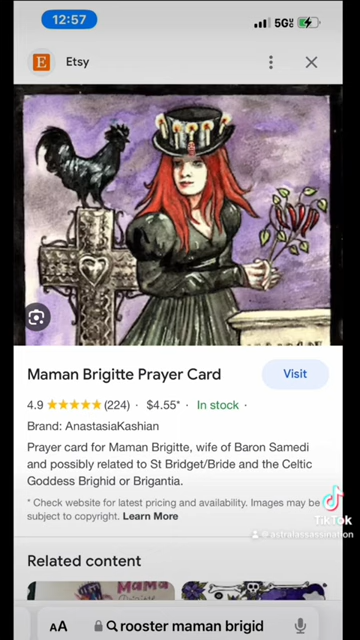 12:57
5G
Etsy
Maman Brigitte Prayer Card
Visit
4.9 ★★★★★ (224) · $4.55* · In stock ·
Brand: AnastasiaKashian
Prayer card for Maman Brigitte, wife of Baron Samedi
and possibly related to St Bridget/Bride and the Celtic
Goddess Brighid or Brigantia.
* Check website for latest pricing and availability. Images may be
subject to copyright. Learn More
TikTok
@astralassassination
Related content
AA
rooster maman brigid